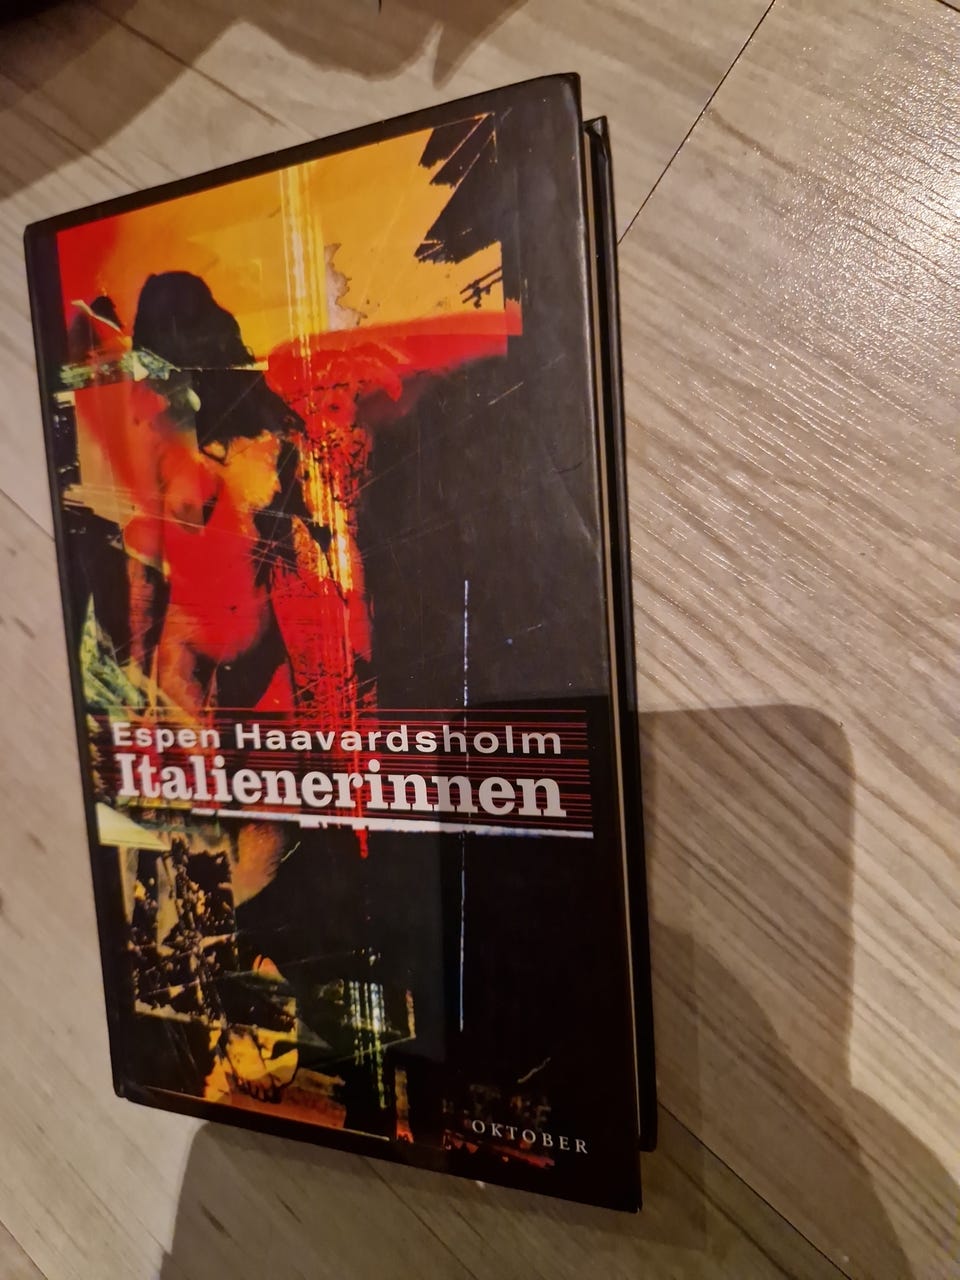 Espen Haavardsholm
Italienerinnen
OKTOBER